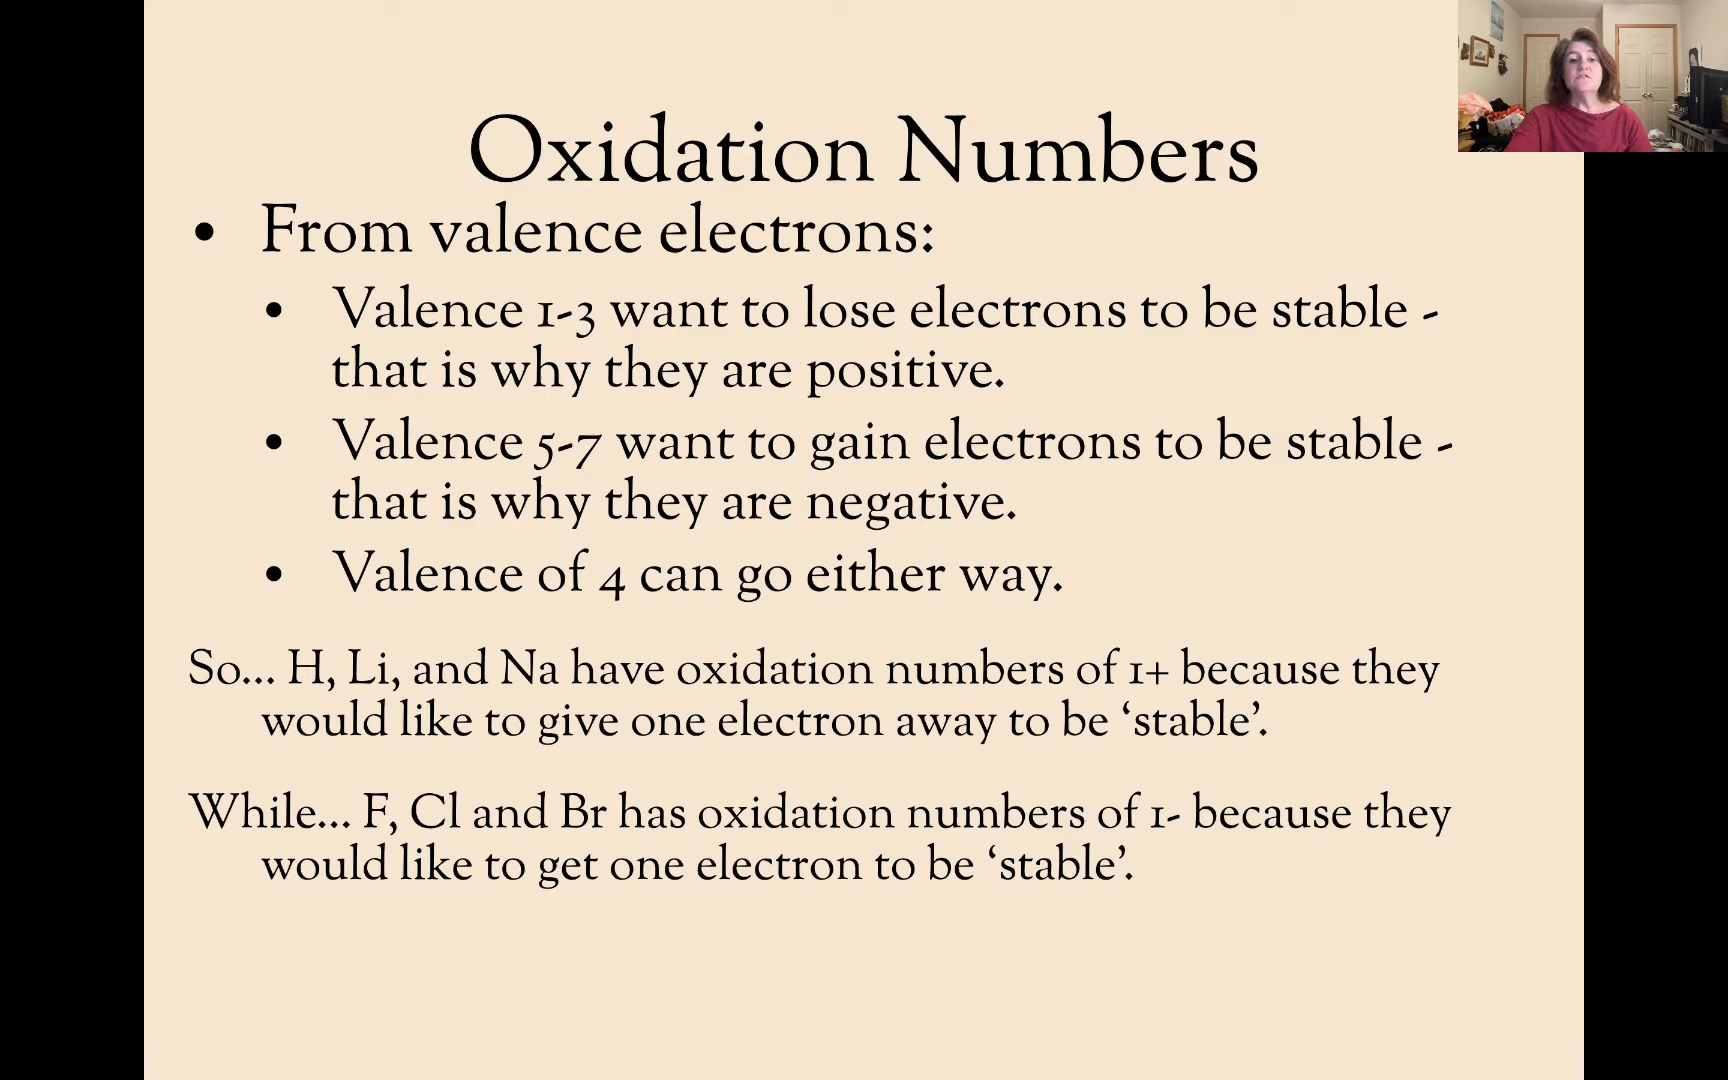 Oxidation Numbers
• From valence electrons:
• Valence 1-3 want to lose electrons to be stable -
that is why they are positive.
• Valence 5-7 want to gain electrons to be stable -
that is why they are negative.
• Valence of 4 can go either way.
So... H, Li, and Na have oxidation numbers of 1+ because they
would like to give one electron away to be ‘stable’.
While... F, Cl and Br has oxidation numbers of 1- because they
would like to get one electron to be ‘stable’.